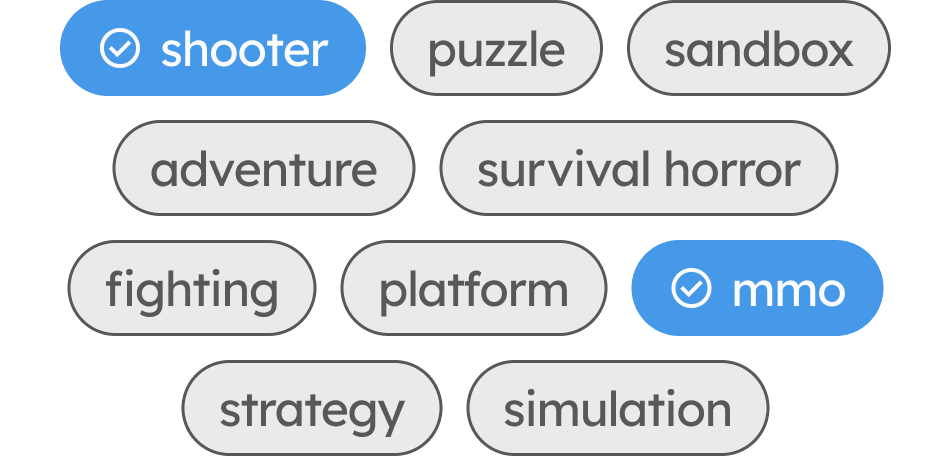 shooter puzzle sandbox
adventure survival horror
fighting platform mmo
strategy simulation